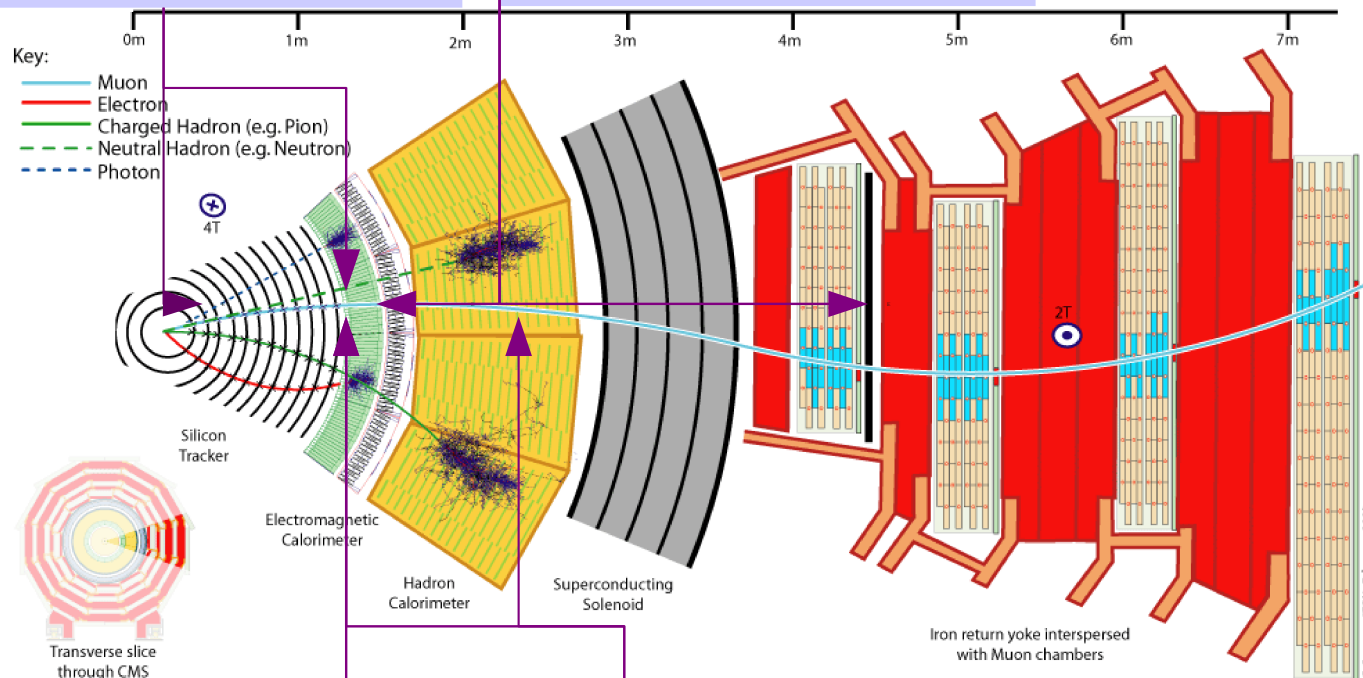 0m 1m 2m 3m 4m 5m 6m 7m
Key:
Muon
Electron
Charged Hadron (e.g. Pion)
Neutral Hadron (e.g. Neutron)
Photon
4T
2T
Silicon
Tracker
Electromagnetic
Calorimeter
Hadron
Calorimeter
Superconducting
Solenoid
Iron return yoke interspersed
with Muon chambers
Transverse slice
through CMS